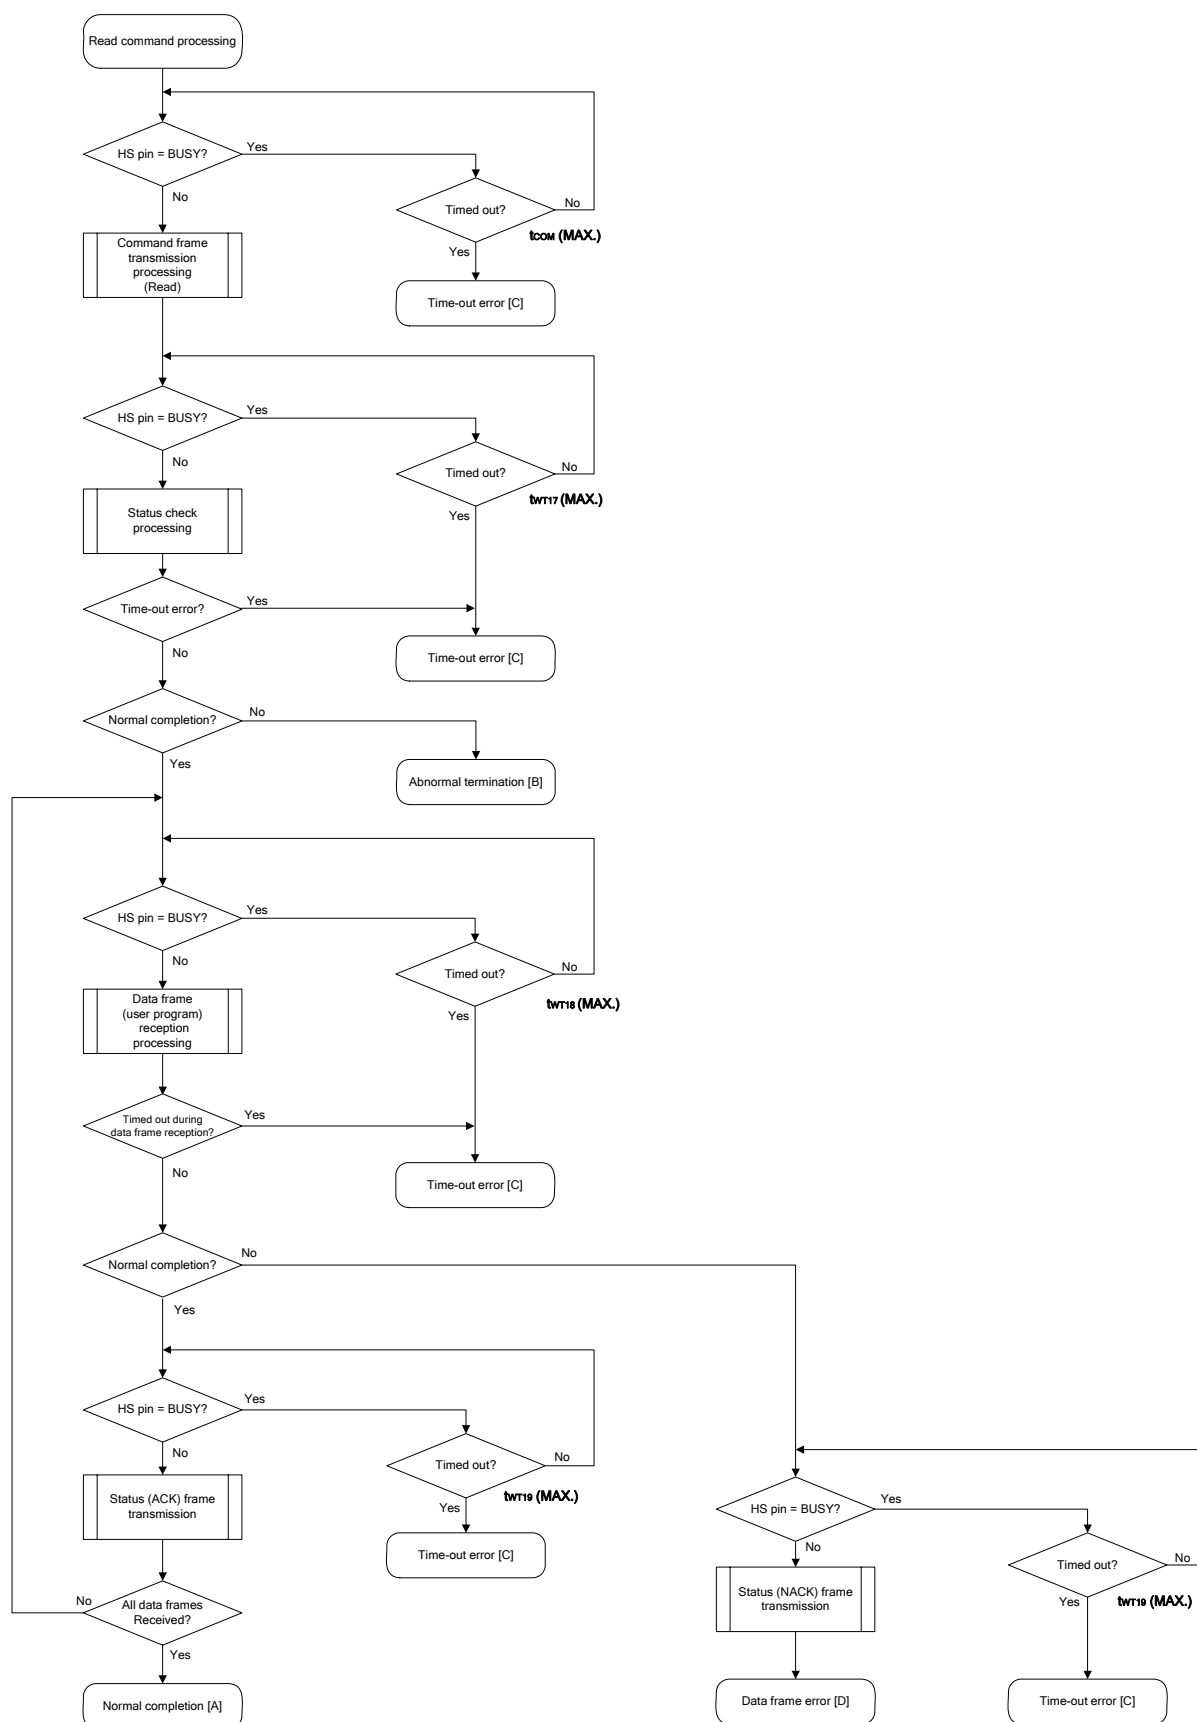 Read command processing
HS pin = BUSY?
Yes
No
Timed out?
No
tCOM (MAX.)
Yes
Command frame
transmission
processing
(Read)
Time-out error [C]
HS pin = BUSY?
Yes
No
Timed out?
No
tWT17 (MAX.)
Yes
Status check
processing
Time-out error?
Yes
No
Time-out error [C]
Normal completion?
No
Yes
Abnormal termination [B]
HS pin = BUSY?
Yes
No
Timed out?
No
tWT18 (MAX.)
Yes
Data frame
(user program)
reception
processing
Timed out during
data frame reception?
Yes
No
Time-out error [C]
Normal completion?
No
Yes
HS pin = BUSY?
Yes
No
Timed out?
No
tWT19 (MAX.)
Yes
Status (ACK) frame
transmission
Time-out error [C]
HS pin = BUSY?
Yes
No
Timed out?
No
tWT19 (MAX.)
Yes
Status (NACK) frame
transmission
All data frames
Received?
No
Yes
Normal completion [A]
Data frame error [D]
Time-out error [C]